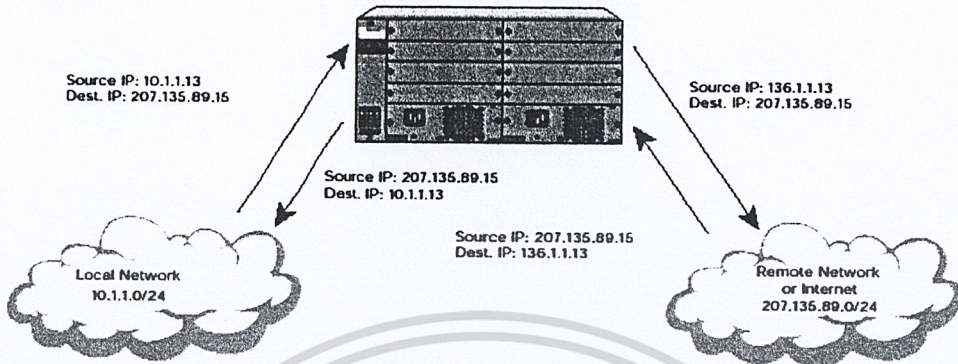 Source IP: 10.1.1.13
Dest. IP: 207.135.89.15
Source IP: 136.1.1.13
Dest. IP: 207.135.89.15
Source IP: 207.135.89.15
Dest. IP: 10.1.1.13
Source IP: 207.135.89.15
Dest. IP: 136.1.1.13
Local Network
10.1.1.0/24
Remote Network
or Internet
207.135.89.0/24